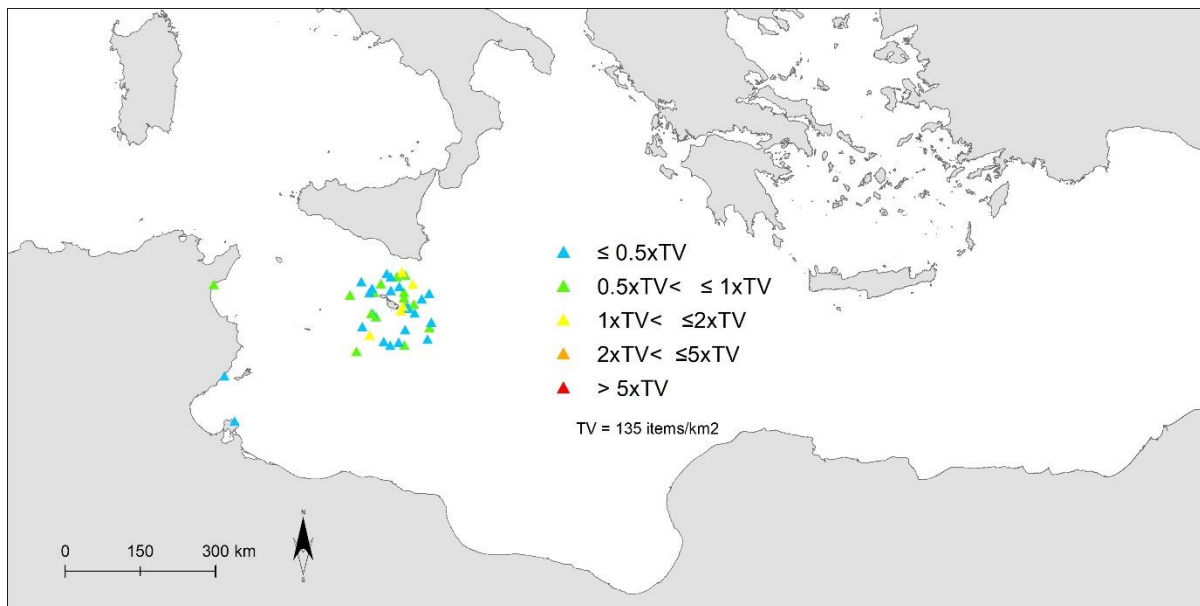 ≤ 0.5xTV
0.5xTV< ≤ 1xTV
1xTV< ≤2xTV
2xTV< ≤5xTV
> 5xTV
TV = 135 items/km2
N
0 150 300 km
S